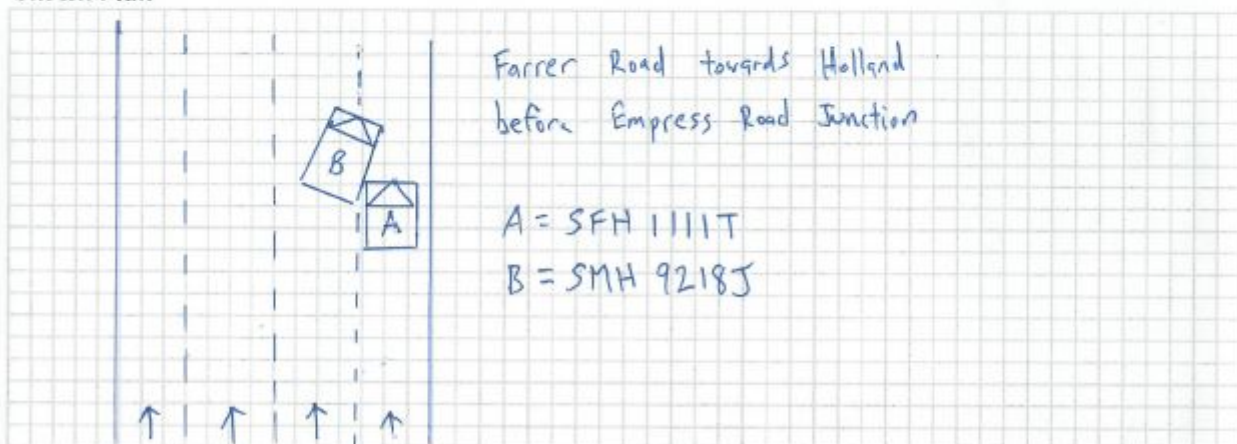 Farrer Road towards Holland
before Empress Road Junction
B
A
A = SFH 1111T
B = SMH 9218J